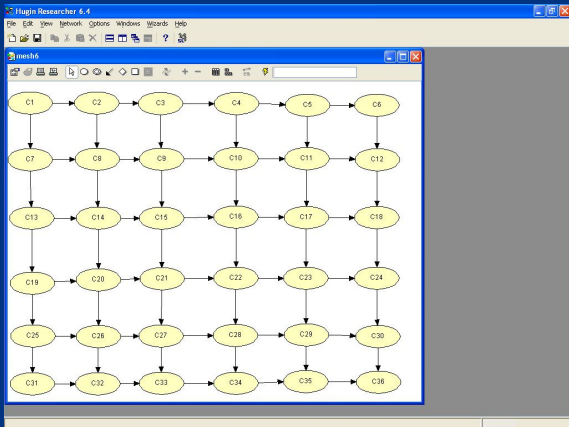 Hugin Researcher 6.4
File Edit View Network Options Windows Wizards Help
mesh6
C1 C2 C3 C4 C5 C6
C7 C8 C9 C10 C11 C12
C13 C14 C15 C16 C17 C18
C19 C20 C21 C22 C23 C24
C25 C26 C27 C28 C29 C30
C31 C32 C33 C34 C35 C36